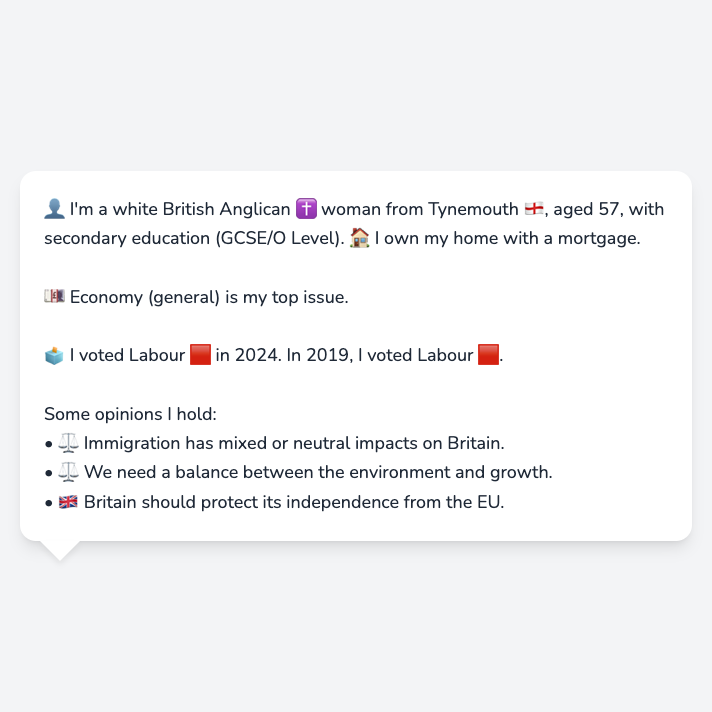 👤 I'm a white British Anglican ✝️ woman from Tynemouth 🏴󠁧󠁢󠁥󠁮󠁧󠁿, aged 57, with
secondary education (GCSE/O Level). 🏠 I own my home with a mortgage.
💷 Economy (general) is my top issue.
🗳️ I voted Labour 🟥 in 2024. In 2019, I voted Labour 🟥.
Some opinions I hold:
• ⚖️ Immigration has mixed or neutral impacts on Britain.
• ⚖️ We need a balance between the environment and growth.
• 🇬🇧 Britain should protect its independence from the EU.